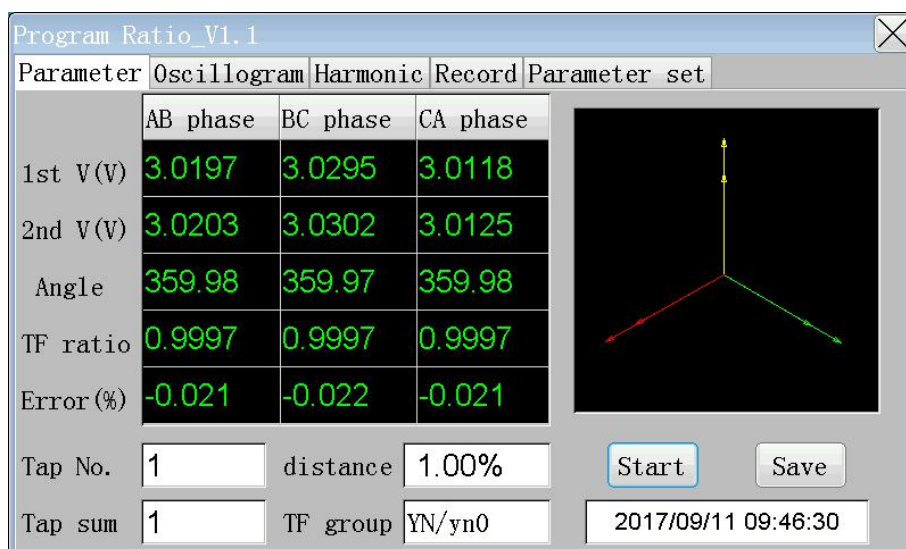 Program Ratio_V1.1
Parameter Oscillogram Harmonic Record Parameter set
AB phase BC phase CA phase
1st V(V) 3.0197 3.0295 3.0118
2nd V(V) 3.0203 3.0302 3.0125
Angle 359.98 359.97 359.98
TF ratio 0.9997 0.9997 0.9997
Error(%) -0.021 -0.022 -0.021
Tap No. 1 distance 1.00% Start Save
Tap sum 1 TF group YN/yn0 2017/09/11 09:46:30